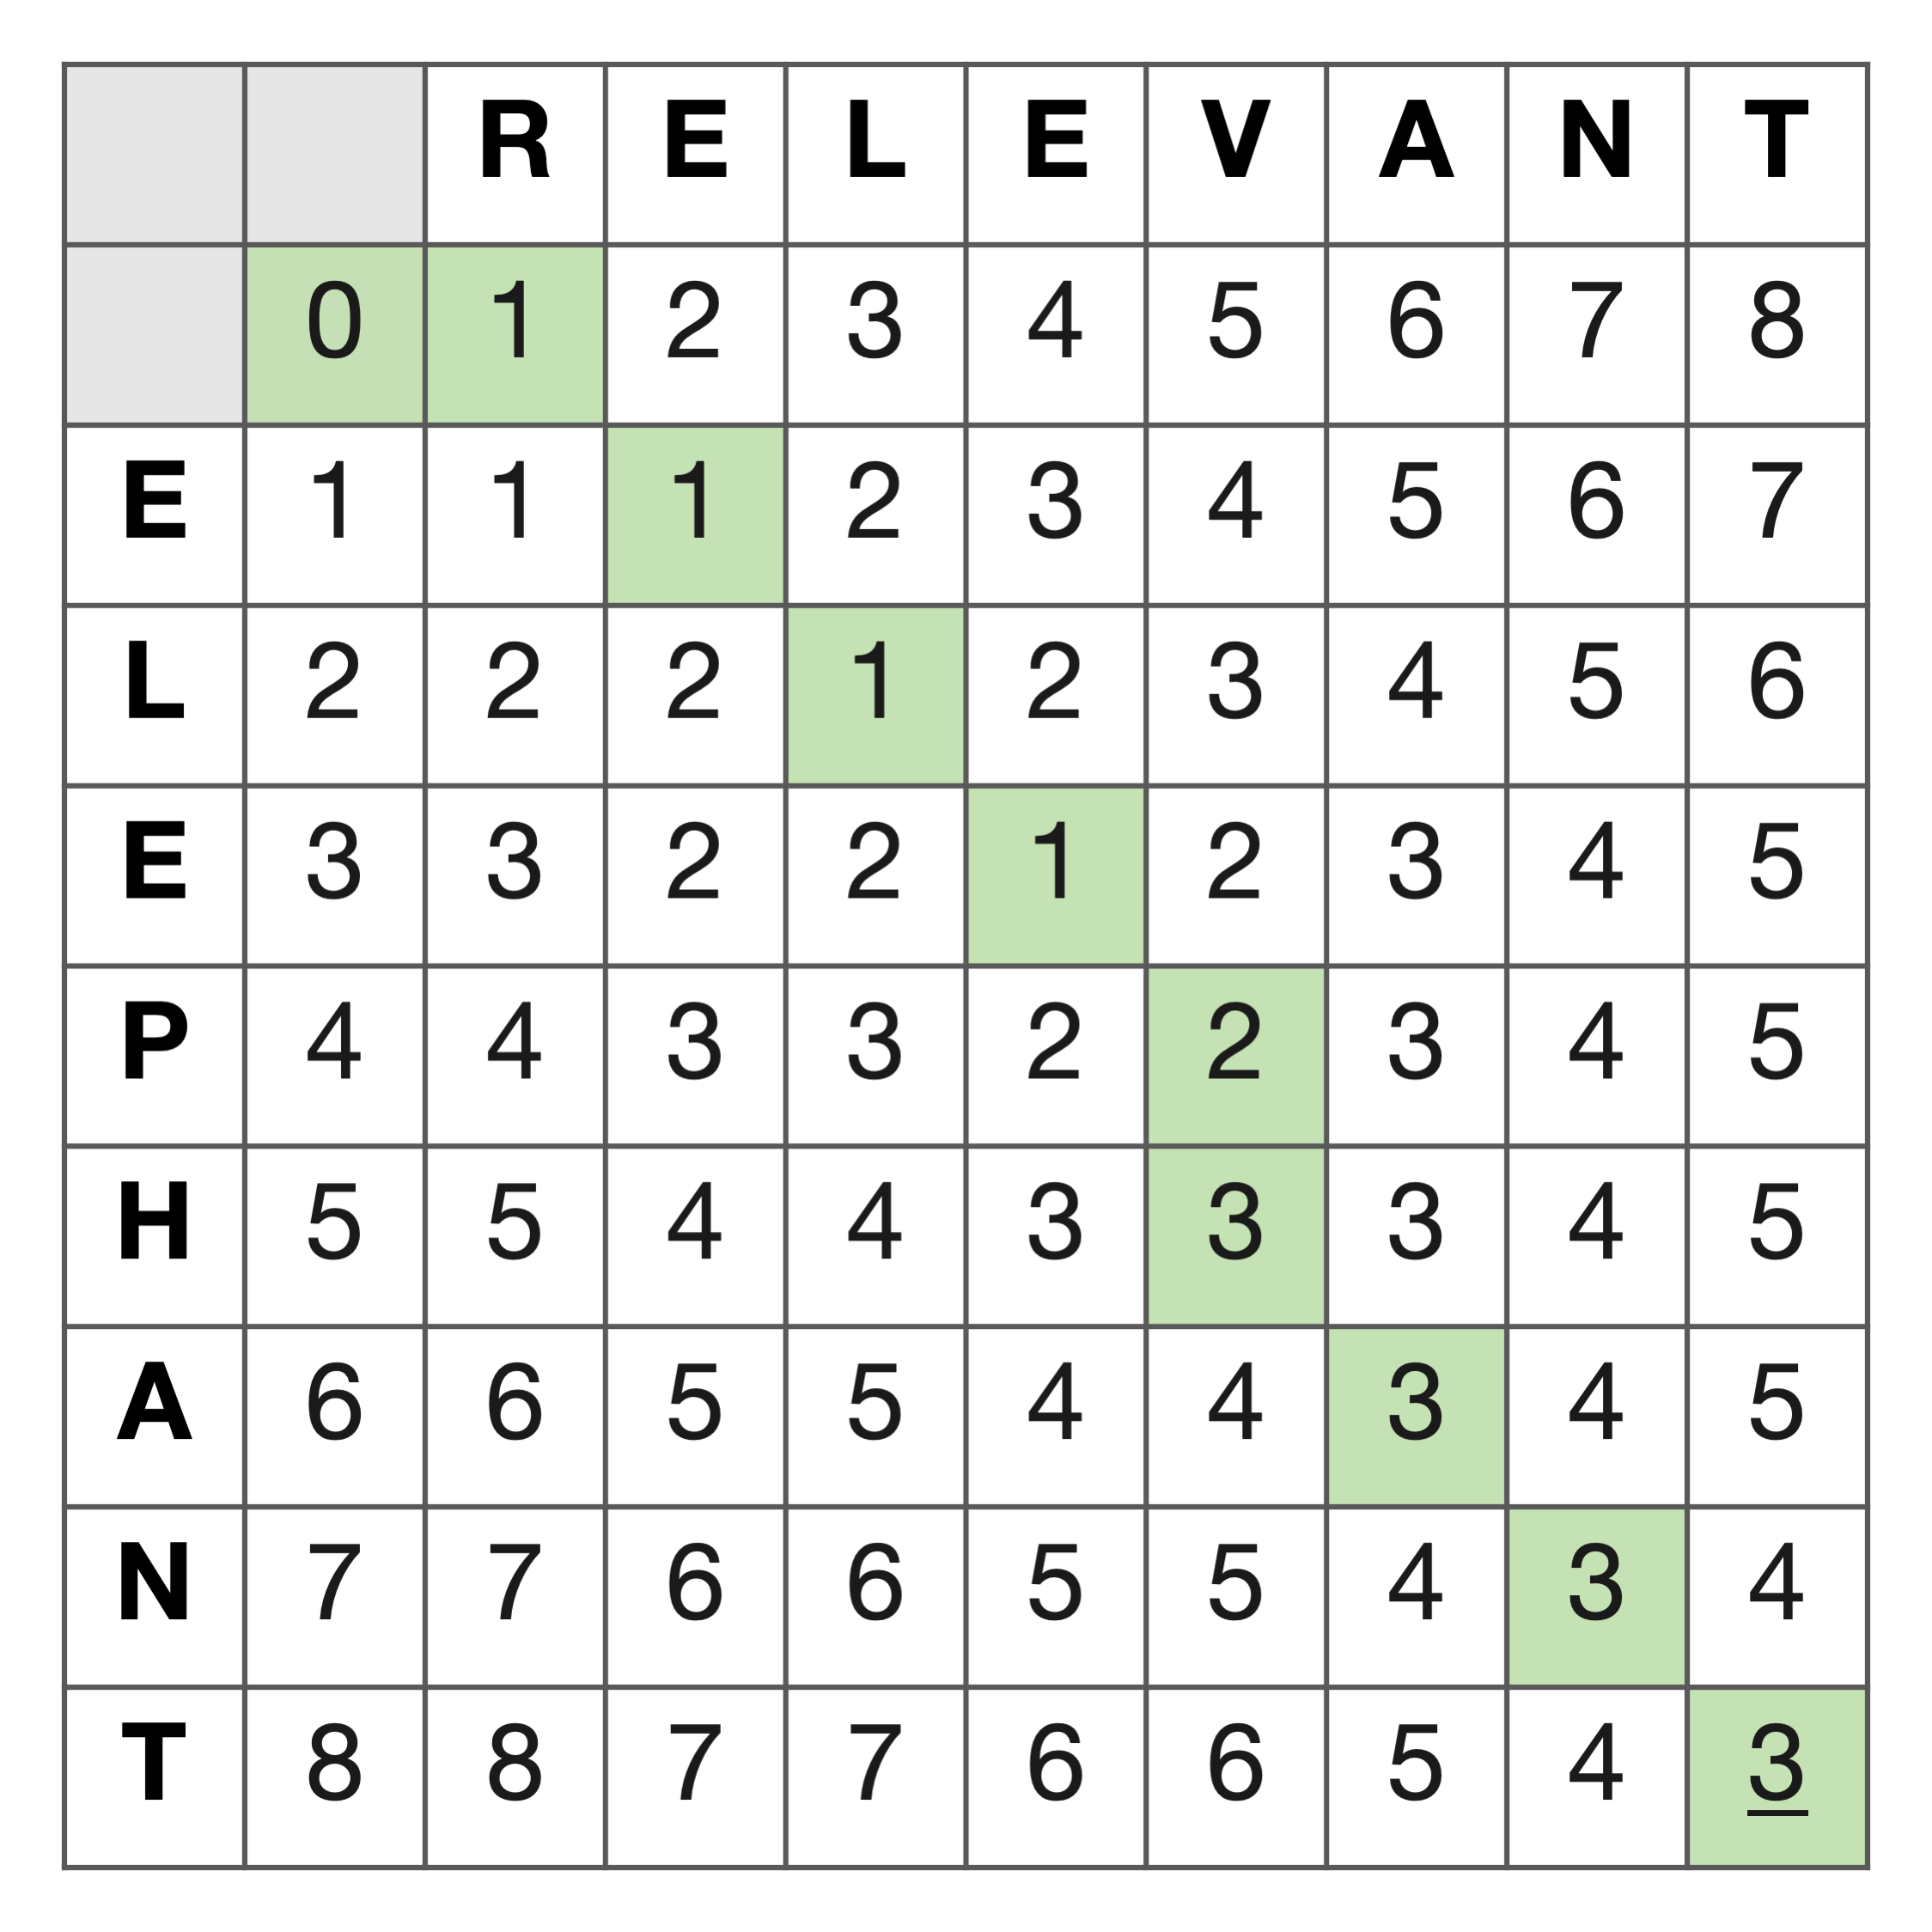 R E L E V A N T
0 1 2 3 4 5 6 7 8
E 1 1 1 2 3 4 5 6 7
L 2 2 2 1 2 3 4 5 6
E 3 3 2 2 1 2 3 4 5
P 4 4 3 3 2 2 3 4 5
H 5 5 4 4 3 3 3 4 5
A 6 6 5 5 4 4 3 4 5
N 7 7 6 6 5 5 4 3 4
T 8 8 7 7 6 6 5 4 3